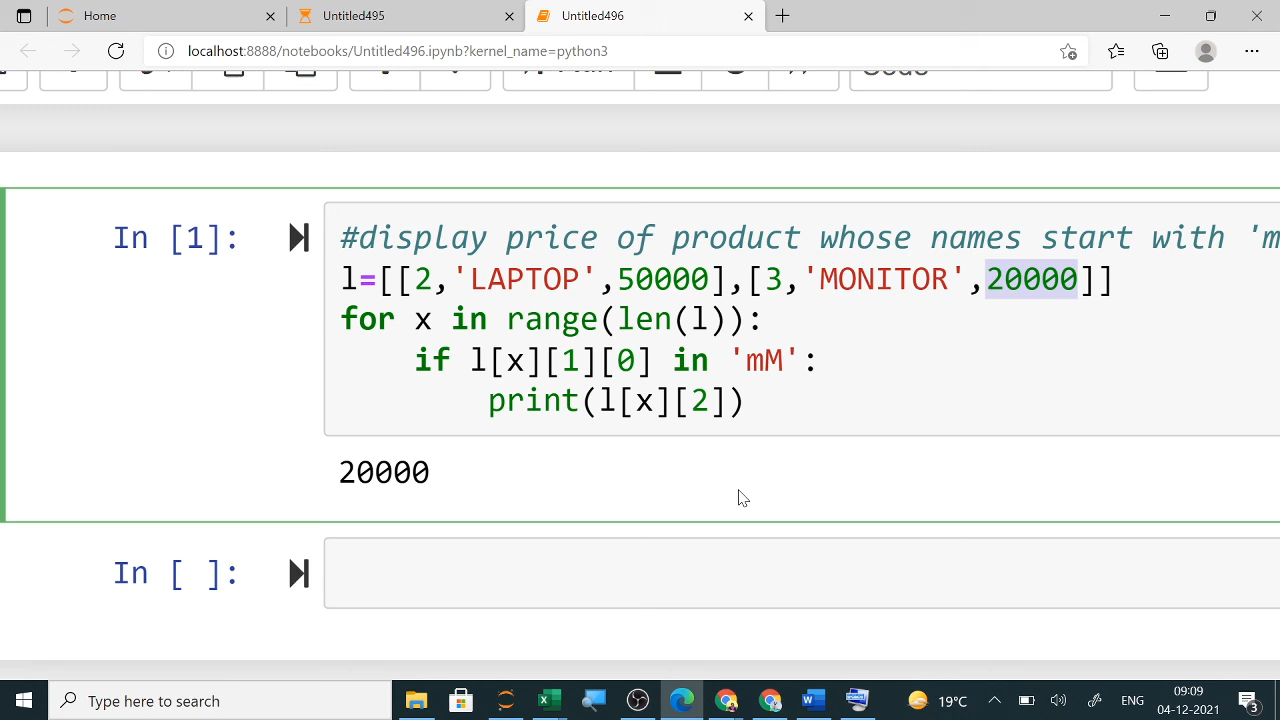 Home
Untitled495
Untitled496
localhost:8888/notebooks/Untitled496.ipynb?kernel_name=python3
In [1]:
#display price of product whose names start with 'm
l=[[2,'LAPTOP',50000],[3,'MONITOR',20000]]
for x in range(len(l)):
if l[x][1][0] in 'mM':
print(l[x][2])
20000
In [ ]:
Type here to search
19°C
ENG
09:09
04-12-2021
3